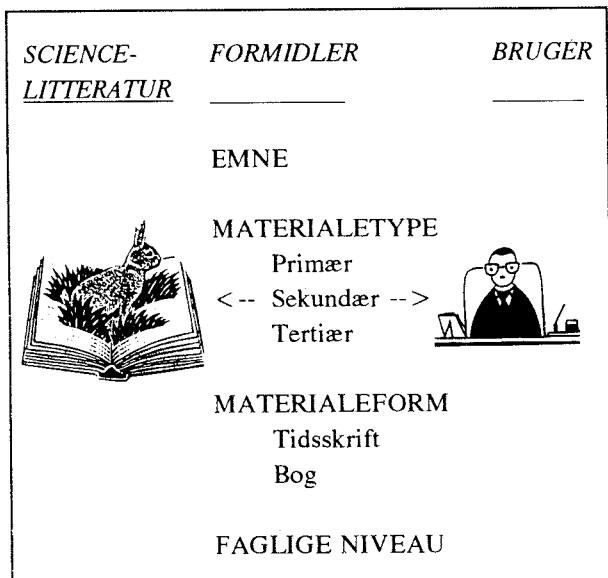 SCIENCE- FORMIDLER BRUGER
LITTERATUR
EMNE
MATERIALETYPE
Primær
<-- Sekundær -->
Tertiær
MATERIALEFORM
Tidsskrift
Bog
FAGLIGE NIVEAU